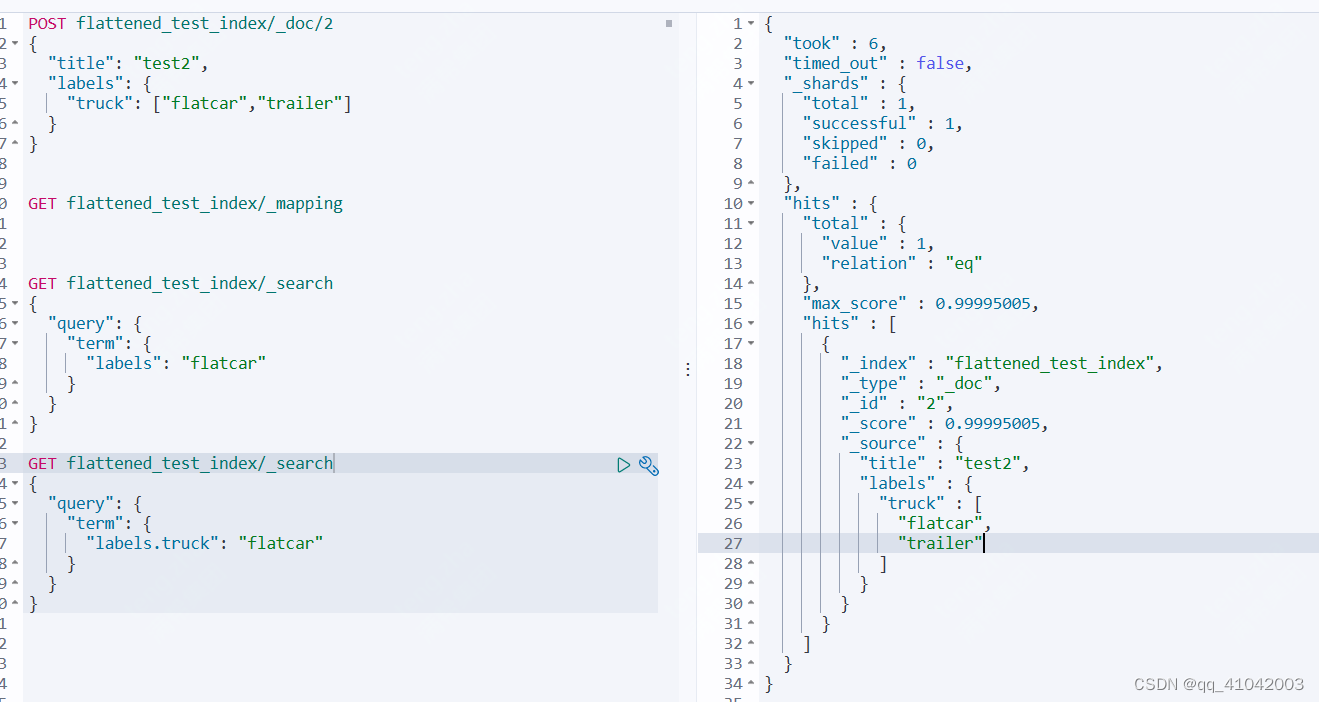 1 POST flattened_test_index/_doc/2
2 {
3 "title": "test2",
4 "labels": {
5 "truck": ["flatcar","trailer"]
6 }
7 }
8
9
0 GET flattened_test_index/_mapping
1
2
3
4 GET flattened_test_index/_search
5 {
6 "query": {
7 "term": {
8 "labels": "flatcar"
9 }
0 }
1 }
2
3 GET flattened_test_index/_search
4 {
5 "query": {
6 "term": {
7 "labels.truck": "flatcar"
8 }
9 }
0 }
1
2
3
4
1 {
2 "took" : 6,
3 "timed_out" : false,
4 "_shards" : {
5 "total" : 1,
6 "successful" : 1,
7 "skipped" : 0,
8 "failed" : 0
9 },
10 "hits" : {
11 "total" : {
12 "value" : 1,
13 "relation" : "eq"
14 },
15 "max_score" : 0.99995005,
16 "hits" : [
17 {
18 "_index" : "flattened_test_index",
19 "_type" : "_doc",
20 "_id" : "2",
21 "_score" : 0.99995005,
22 "_source" : {
23 "title" : "test2",
24 "labels" : {
25 "truck" : [
26 "flatcar",
27 "trailer"
28 ]
29 }
30 }
31 }
32 ]
33 }
34 }
CSDN @qq_41042003